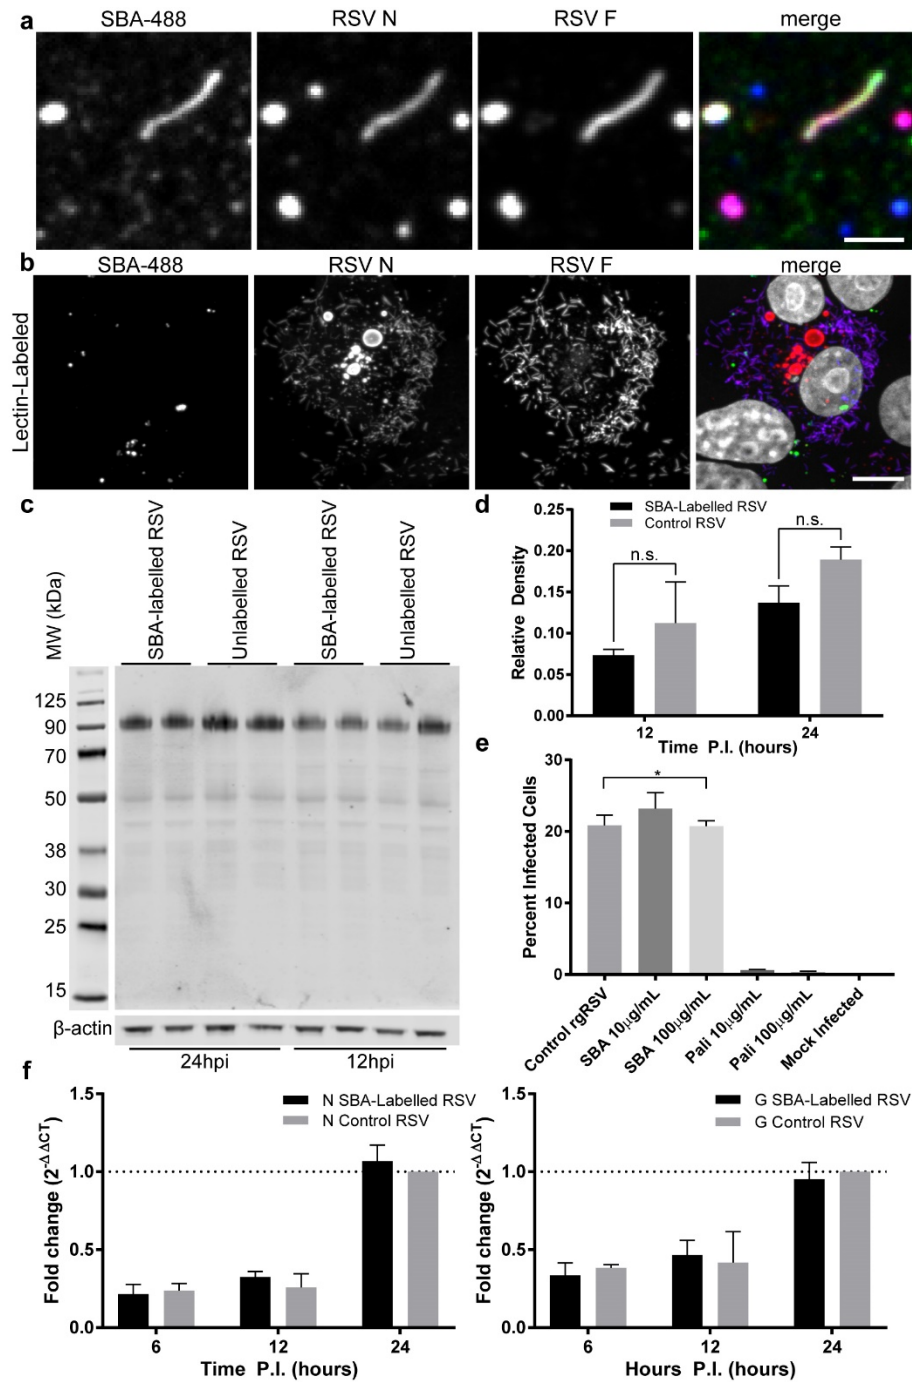 a
SBA-488 RSV N RSV F merge
b
SBA-488 RSV N RSV F merge
Lectin-Labeled
c
MW (kDa)
SBA-labelled RSV
Unlabelled RSV
SBA-labelled RSV
Unlabelled RSV
125
90
70
50
38
30
25
15
β-actin
24hpi 12hpi
d
SBA-Labelled RSV
Control RSV
n.s.
n.s.
Relative Density
0.25
0.20
0.15
0.10
0.05
0.00
12 24
Time P.I. (hours)
e
Percent Infected Cells
30
20
10
0
*
Control rgRSV
SBA 10µg/mL
SBA 100µg/mL
Pali 10µg/mL
Pali 100µg/mL
Mock Infected
f
N SBA-Labelled RSV
N Control RSV
Fold change (2^-ΔΔCT)
1.5
1.0
0.5
0.0
6 12 24
Time P.I. (hours)
G SBA-Labelled RSV
G Control RSV
Fold change (2^-ΔΔCT)
1.5
1.0
0.5
0.0
6 12 24
Hours P.I. (hours)